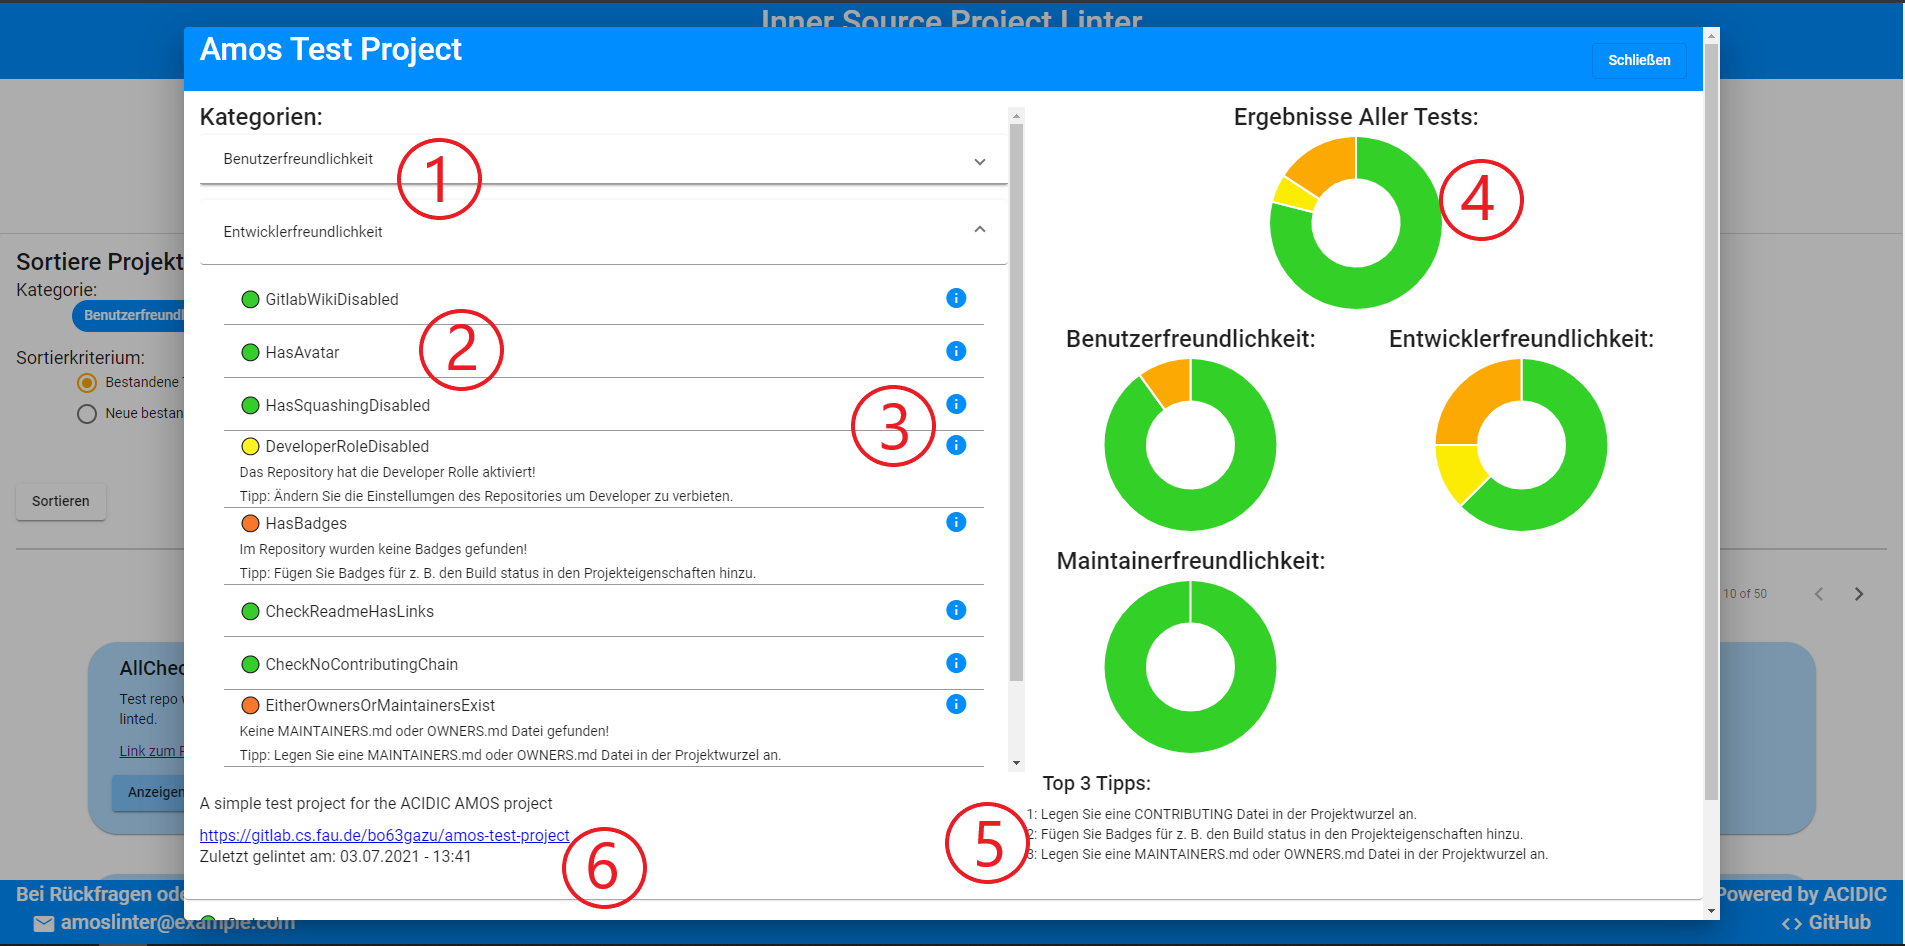 Inner Source Project Linter
Amos Test Project
Schließen
Kategorien:
Benutzerfreundlichkeit
1
Entwicklerfreundlichkeit
GitlabWikiDisabled
HasAvatar
2
HasSquashingDisabled
3
DeveloperRoleDisabled
Das Repository hat die Developer Rolle aktiviert!
Tipp: Ändern Sie die Einstellumgen des Repositories um Developer zu verbieten.
HasBadges
Im Repository wurden keine Badges gefunden!
Tipp: Fügen Sie Badges für z. B. den Build status in den Projekteigenschaften hinzu.
CheckReadmeHasLinks
CheckNoContributingChain
EitherOwnersOrMaintainersExist
Keine MAINTAINERS.md oder OWNERS.md Datei gefunden!
Tipp: Legen Sie eine MAINTAINERS.md oder OWNERS.md Datei in der Projektwurzel an.
A simple test project for the ACIDIC AMOS project
https://gitlab.cs.fau.de/bo63gazu/amos-test-project
Zuletzt gelintet am: 03.07.2021 - 13:41
6
Ergebnisse Aller Tests:
4
Benutzerfreundlichkeit:
Entwicklerfreundlichkeit:
Maintainerfreundlichkeit:
Top 3 Tipps:
1: Legen Sie eine CONTRIBUTING Datei in der Projektwurzel an.
2: Fügen Sie Badges für z. B. den Build status in den Projekteigenschaften hinzu.
3: Legen Sie eine MAINTAINERS.md oder OWNERS.md Datei in der Projektwurzel an.
5
Sortiere Projekt
Kategorie:
Benutzerfreundl
Sortierkriterium:
Bestandene
Neue bestan
Sortieren
10 of 50
AllChec
Test repo
linted.
Link zum
Anzeigen
Bei Rückfragen ode
amoslinter@example.com
Powered by ACIDIC
GitHub